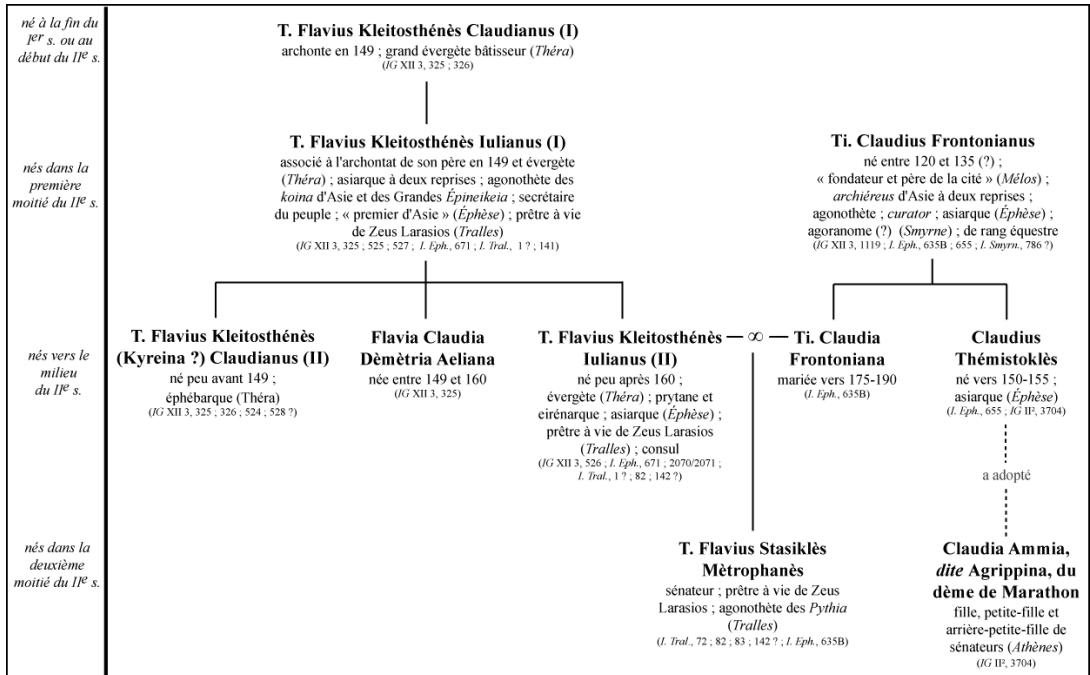 né à la fin du
Ier s. ou au
début du IIe s.
T. Flavius Kleitosthénès Claudianus (I)
archonte en 149 ; grand évergète bâtisseur (Théra)
(IG XII 3, 325 ; 326)
nés dans la
première
moitié du IIe s.
T. Flavius Kleitosthénès Iulianus (I)
associé à l'archontat de son père en 149 et évergète
(Théra) ; asiarque à deux reprises ; agonothète des
koina d'Asie et des Grandes Épineikeia ; secrétaire
du peuple ; « premier d'Asie » (Éphèse) ; prêtre à vie
de Zeus Larasios (Tralles)
(IG XII 3, 325 ; 525 ; 527 ; I. Eph., 671 ; I. Tral., 1 ? ; 141)
Ti. Claudius Frontonianus
né entre 120 et 135 (?) ;
« fondateur et père de la cité » (Mélos) ;
archiéreus d'Asie à deux reprises ;
agonothète ; curator ; asiarque (Éphèse) ;
agoranome (?) (Smyrne) ; de rang équestre
(IG XII 3, 1119 ; I. Eph., 635B ; 655 ; I. Smyrn., 786 ?)
nés vers le
milieu
du IIe s.
T. Flavius Kleitosthénès
(Kyreina ?) Claudianus (II)
né peu avant 149 ;
éphébarque (Théra)
(IG XII 3, 325 ; 326 ; 524 ; 528 ?)
Flavia Claudia
Dèmètria Aeliana
née entre 149 et 160
(IG XII 3, 325)
T. Flavius Kleitosthénès
Iulianus (II)
né peu après 160 ;
évergète (Théra) ; prytane et
eirénarque ; asiarque (Éphèse) ;
prêtre à vie de Zeus Larasios
(Tralles) ; consul
(IG XII 3, 526 ; I. Eph., 671 ; 2070/2071 ;
I. Tral., 1 ? ; 82 ; 142 ?)
∞
Ti. Claudia
Frontoniana
mariée vers 175-190
(I. Eph., 635B)
Claudius
Thémistoklès
né vers 150-155 ;
asiarque (Éphèse)
(I. Eph., 655 ; IG II², 3704)
a adopté
nés dans la
deuxième
moitié du IIe s.
T. Flavius Stasiklès
Mètrophanès
sénateur ; prêtre à vie de Zeus
Larasios ; agonothète des Pythia
(Tralles)
(I. Tral., 72 ; 82 ; 83 ; 142 ? ; I. Eph., 635B)
Claudia Ammia,
dite Agrippina, du
dème de Marathon
fille, petite-fille et
arrière-petite-fille de
sénateurs (Athènes)
(IG II², 3704)